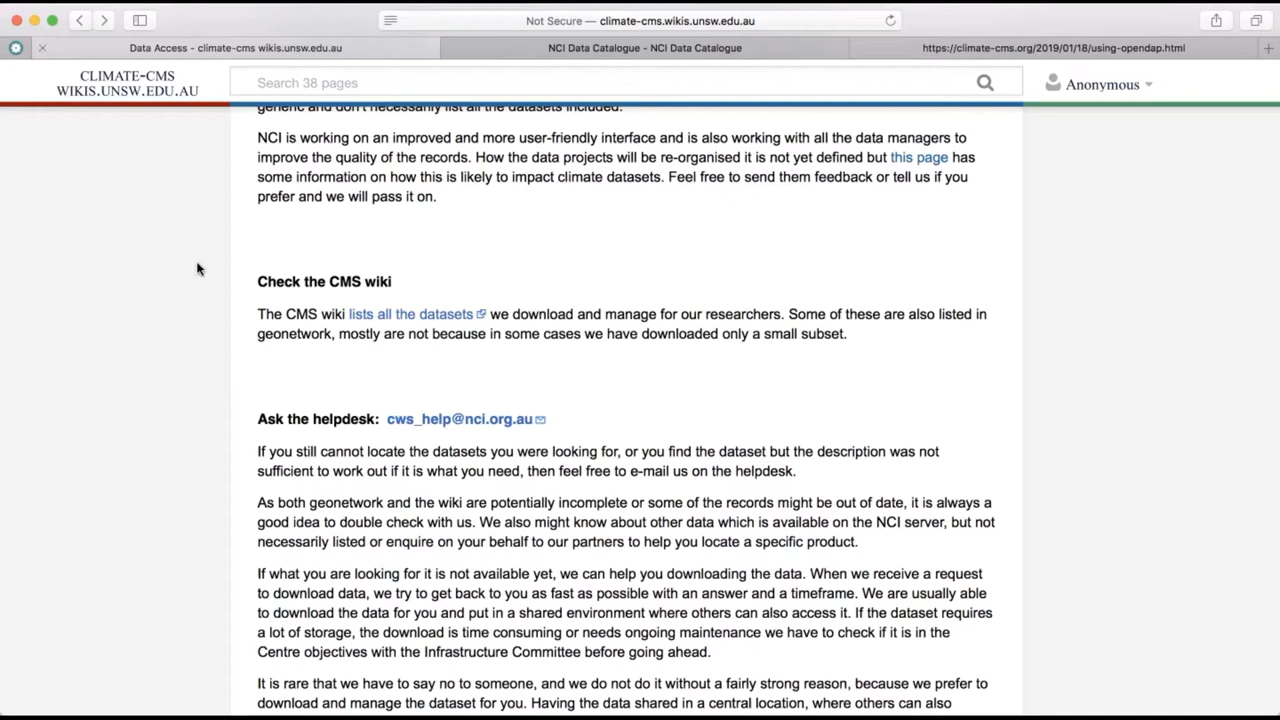 Not Secure — climate-cms.wikis.unsw.edu.au
Data Access - climate-cms wikis.unsw.edu.au
NCI Data Catalogue - NCI Data Catalogue
https://climate-cms.org/2019/01/18/using-opendap.html
CLIMATE-CMS
WIKIS.UNSW.EDU.AU
Search 38 pages
Anonymous
generic and don't necessarily list all the datasets included.
NCI is working on an improved and more user-friendly interface and is also working with all the data managers to
improve the quality of the records. How the data projects will be re-organised it is not yet defined but this page has
some information on how this is likely to impact climate datasets. Feel free to send them feedback or tell us if you
prefer and we will pass it on.
Check the CMS wiki
The CMS wiki lists all the datasets we download and manage for our researchers. Some of these are also listed in
geonetwork, mostly are not because in some cases we have downloaded only a small subset.
Ask the helpdesk: cws_help@nci.org.au
If you still cannot locate the datasets you were looking for, or you find the dataset but the description was not
sufficient to work out if it is what you need, then feel free to e-mail us on the helpdesk.
As both geonetwork and the wiki are potentially incomplete or some of the records might be out of date, it is always a
good idea to double check with us. We also might know about other data which is available on the NCI server, but not
necessarily listed or enquire on your behalf to our partners to help you locate a specific product.
If what you are looking for it is not available yet, we can help you downloading the data. When we receive a request
to download data, we try to get back to you as fast as possible with an answer and a timeframe. We are usually able
to download the data for you and put in a shared environment where others can also access it. If the dataset requires
a lot of storage, the download is time consuming or needs ongoing maintenance we have to check if it is in the
Centre objectives with the Infrastructure Committee before going ahead.
It is rare that we have to say no to someone, and we do not do it without a fairly strong reason, because we prefer to
download and manage the dataset for you. Having the data shared in a central location, where others can also